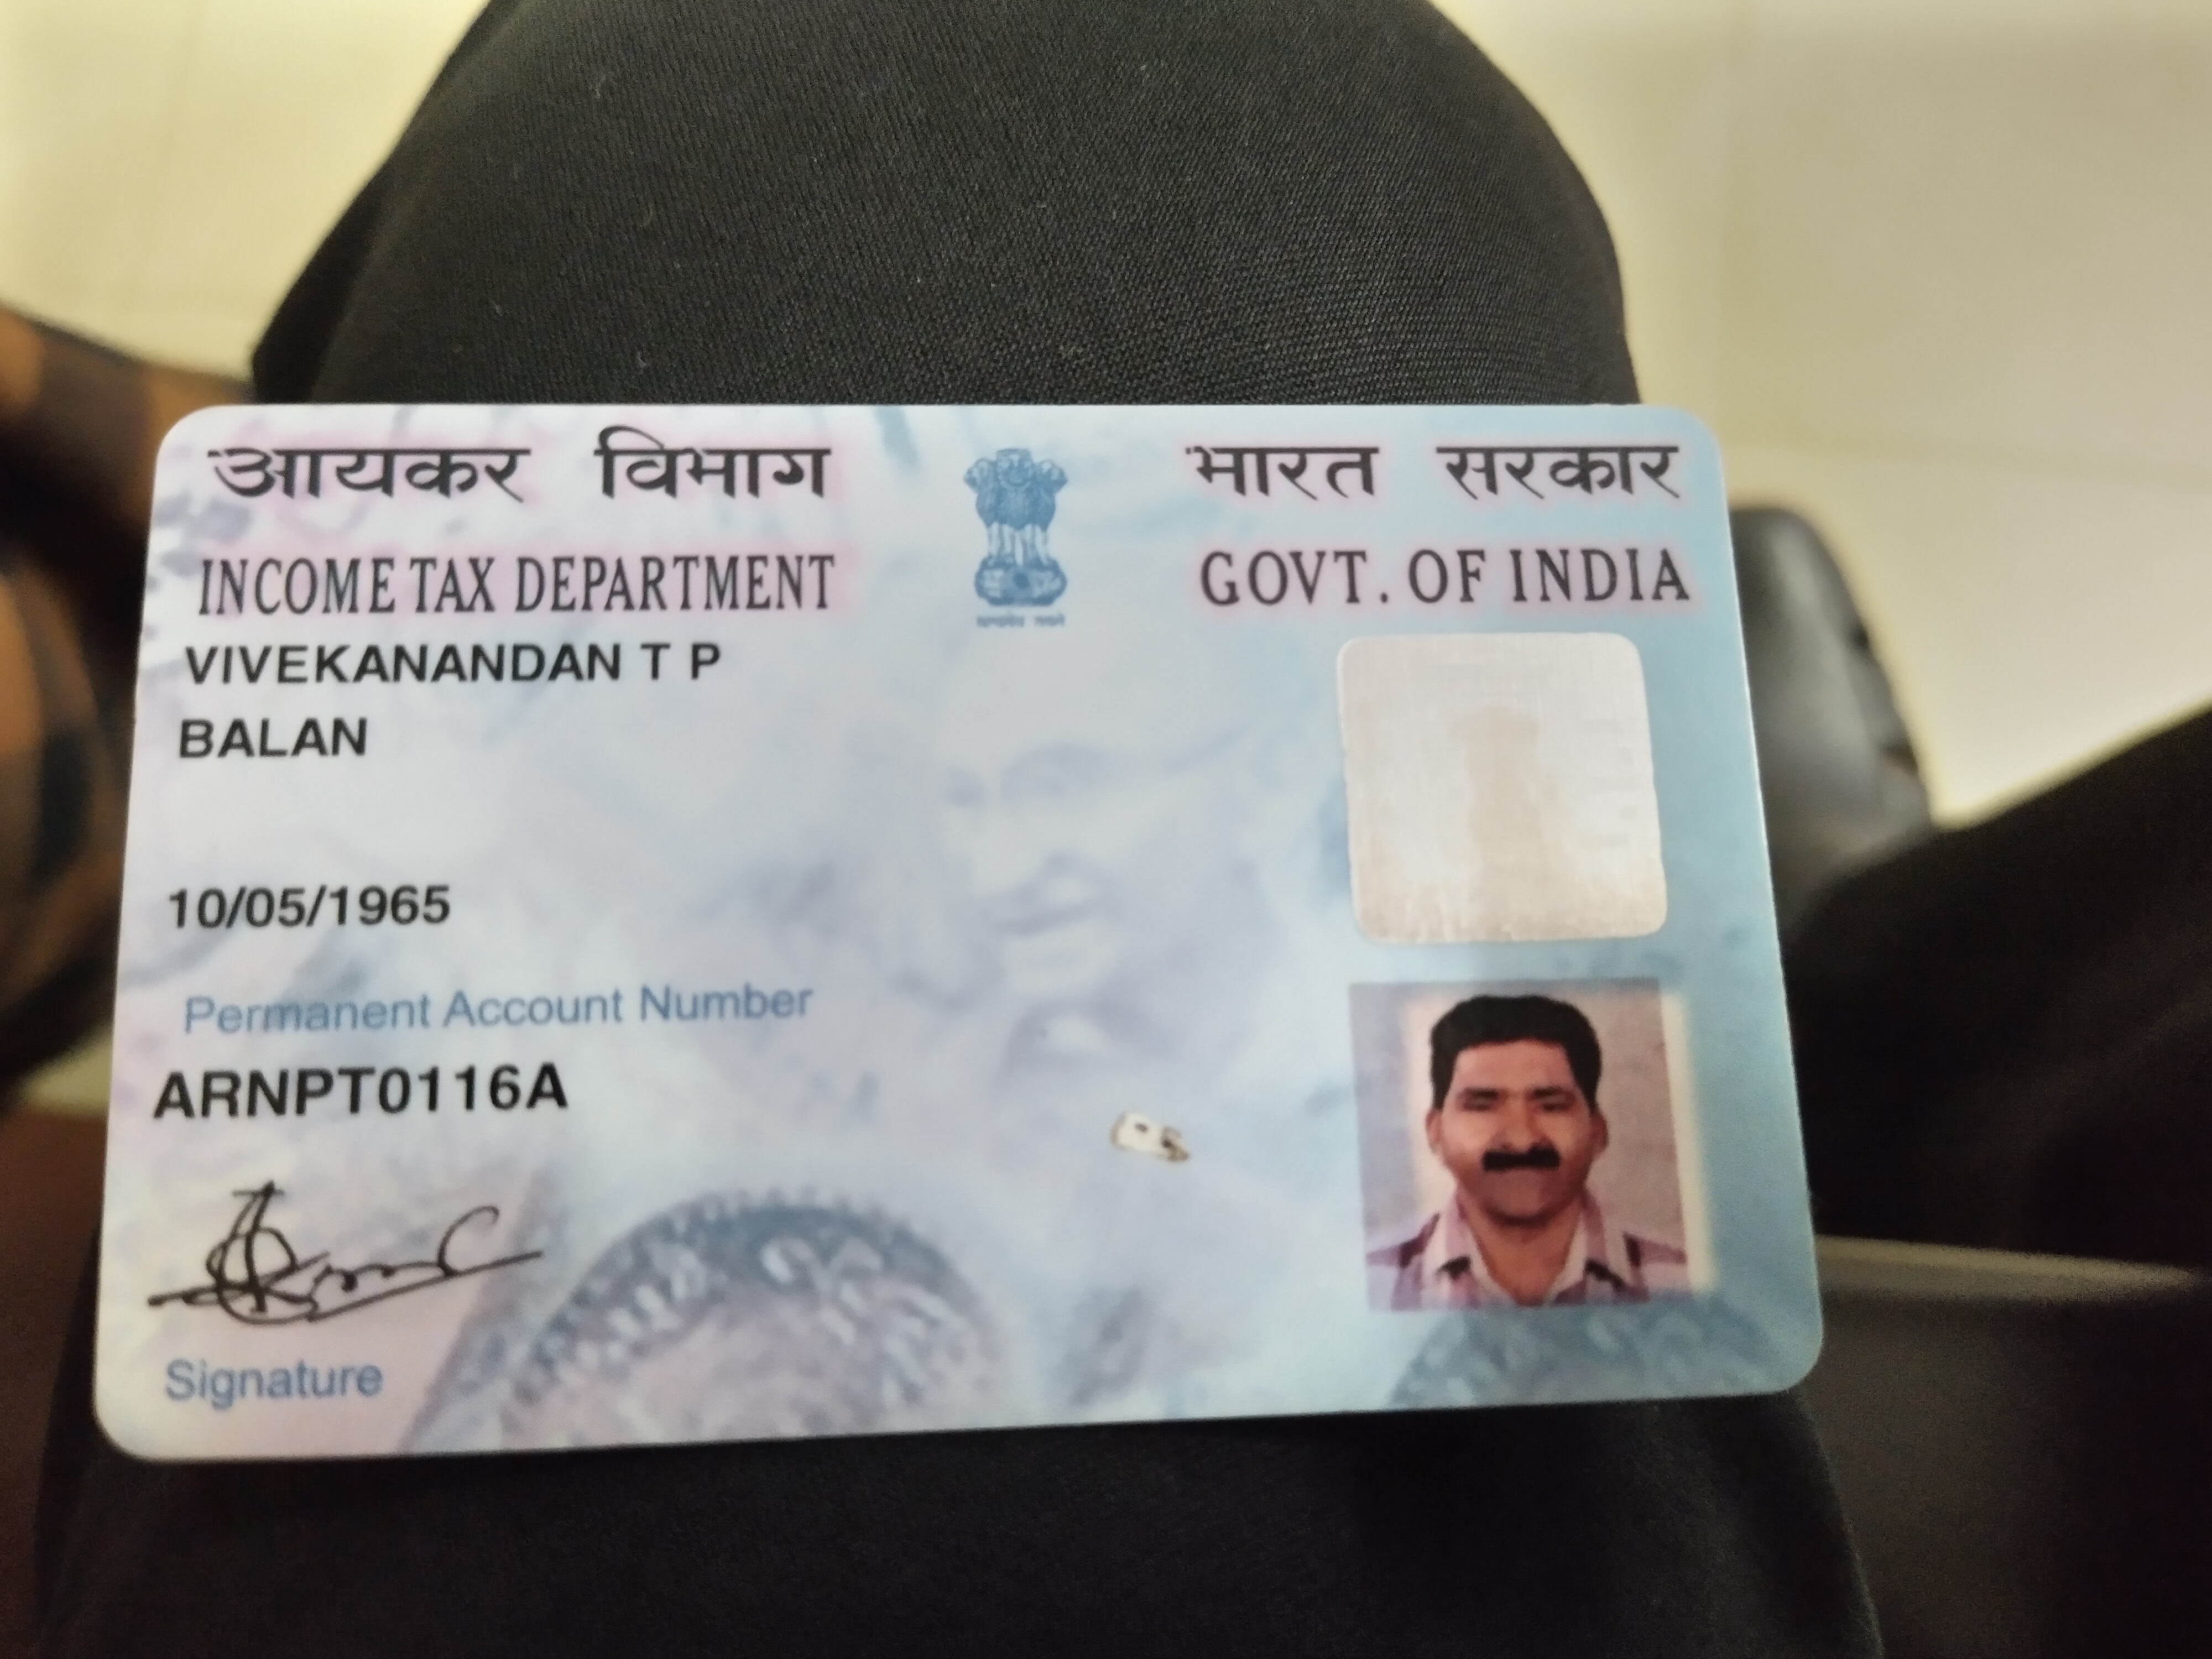 आयकर विभाग
INCOME TAX DEPARTMENT
भारत सरकार
GOVT. OF INDIA
VIVEKANANDAN T P
BALAN
10/05/1965
Permanent Account Number
ARNPT0116A
Signature